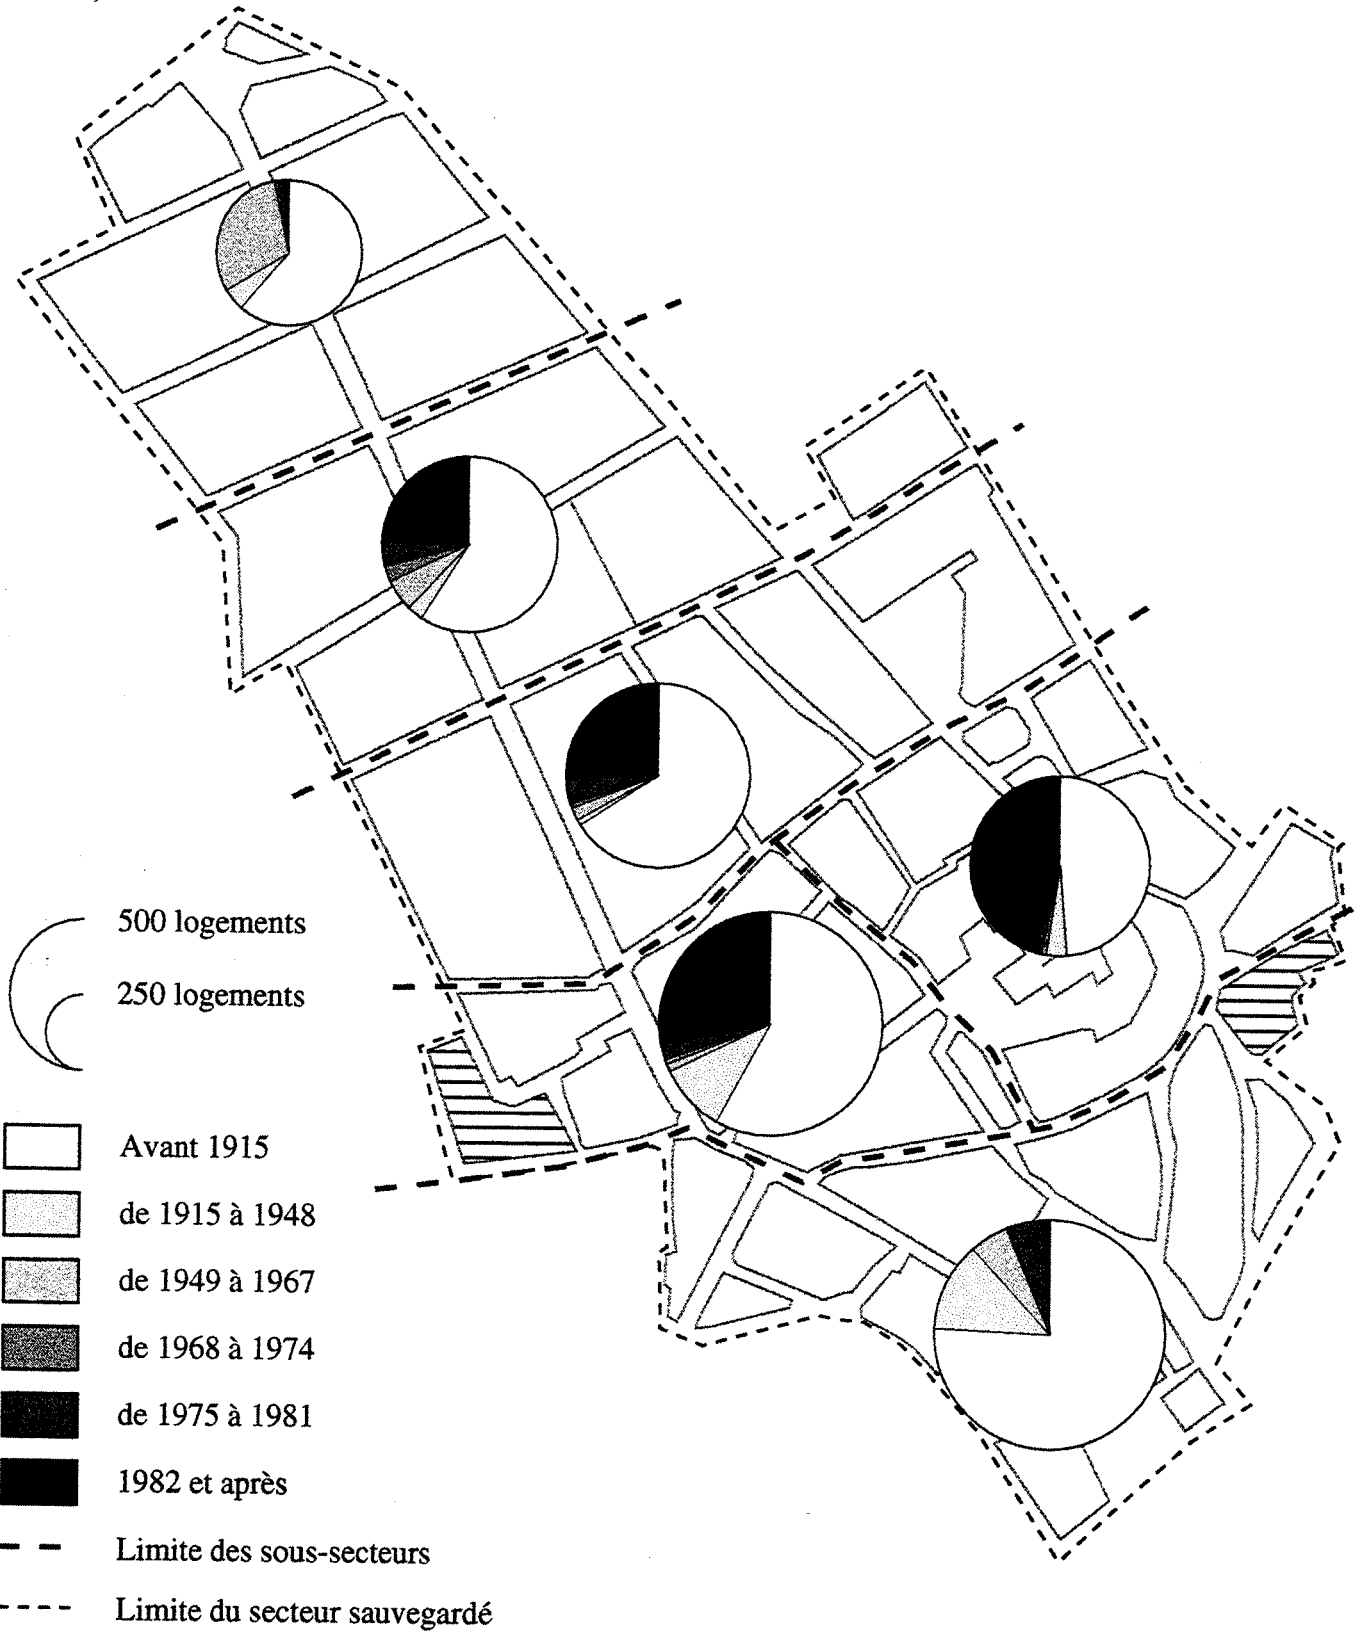 500 logements
250 logements
Avant 1915
de 1915 à 1948
de 1949 à 1967
de 1968 à 1974
de 1975 à 1981
1982 et après
Limite des sous-secteurs
Limite du secteur sauvegardé